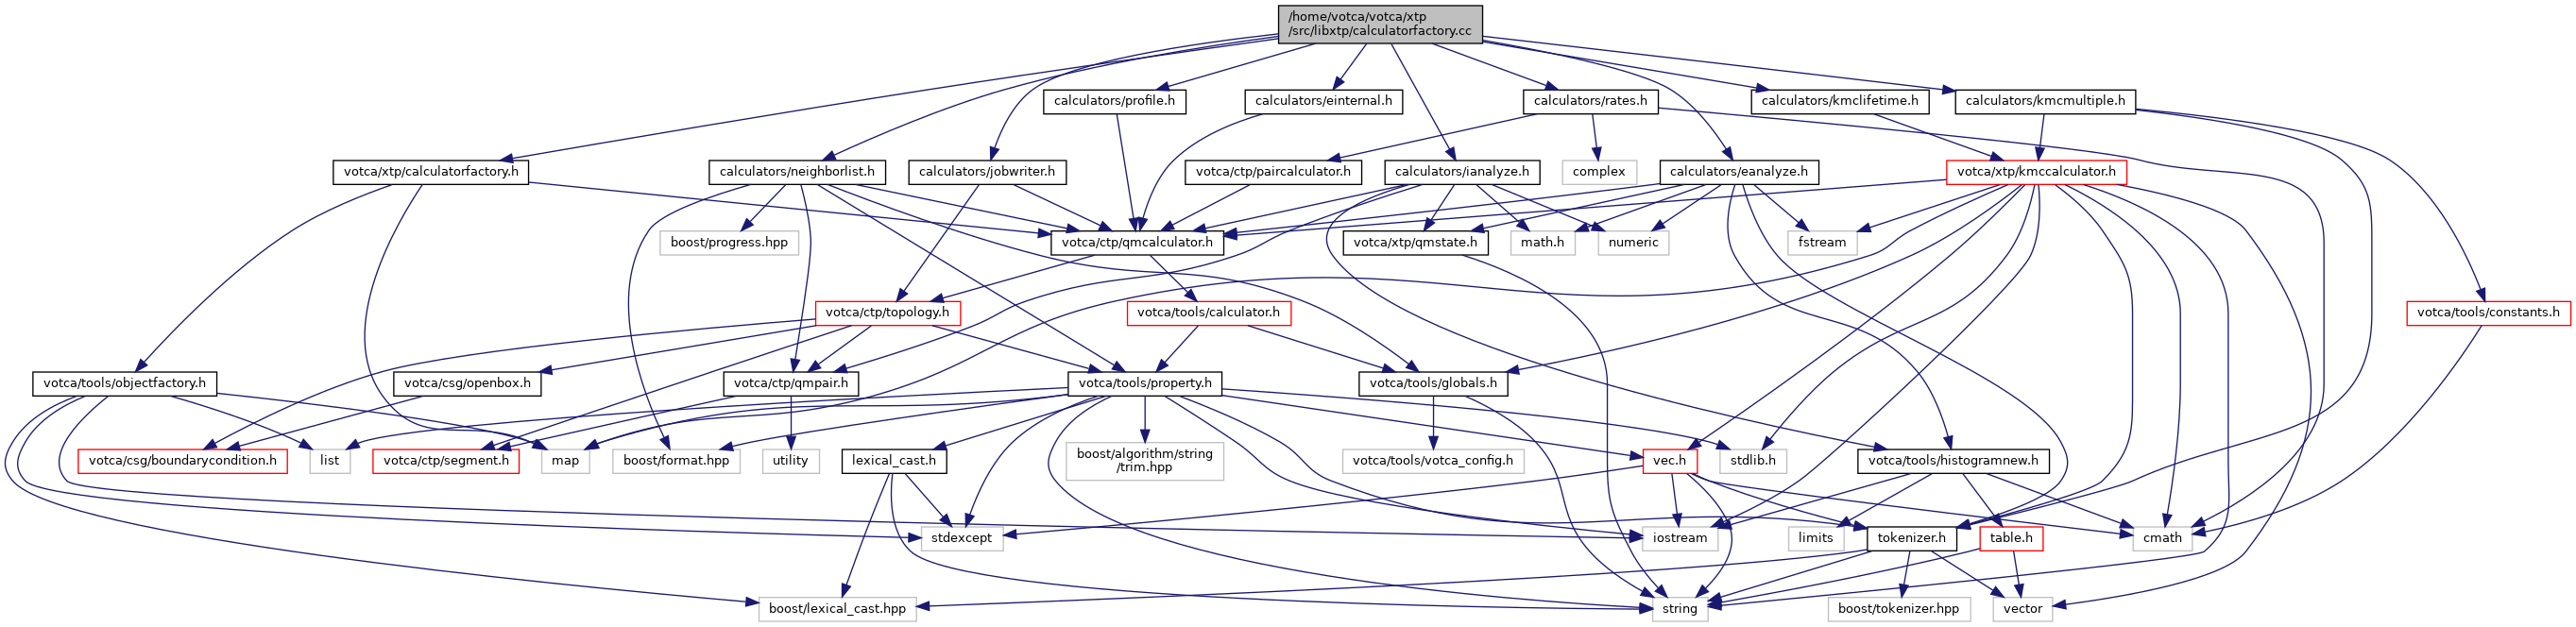 /home/votca/votca/xtp
/src/libxtp/calculatorfactory.cc
calculators/profile.h
calculators/einternal.h
calculators/rates.h
calculators/kmclifetime.h
calculators/kmcmultiple.h
votca/xtp/calculatorfactory.h
calculators/neighborlist.h
calculators/jobwriter.h
votca/ctp/paircalculator.h
calculators/ianalyze.h
complex
calculators/eanalyze.h
votca/xtp/kmccalculator.h
boost/progress.hpp
votca/ctp/qmcalculator.h
votca/xtp/qmstate.h
math.h
numeric
fstream
votca/ctp/topology.h
votca/tools/calculator.h
votca/tools/constants.h
votca/tools/objectfactory.h
votca/csg/openbox.h
votca/ctp/qmpair.h
votca/tools/property.h
votca/tools/globals.h
votca/csg/boundarycondition.h
list
votca/ctp/segment.h
map
boost/format.hpp
utility
lexical_cast.h
boost/algorithm/string
/trim.hpp
votca/tools/votca_config.h
vec.h
stdlib.h
votca/tools/histogramnew.h
stdexcept
iostream
limits
tokenizer.h
table.h
cmath
boost/lexical_cast.hpp
string
boost/tokenizer.hpp
vector